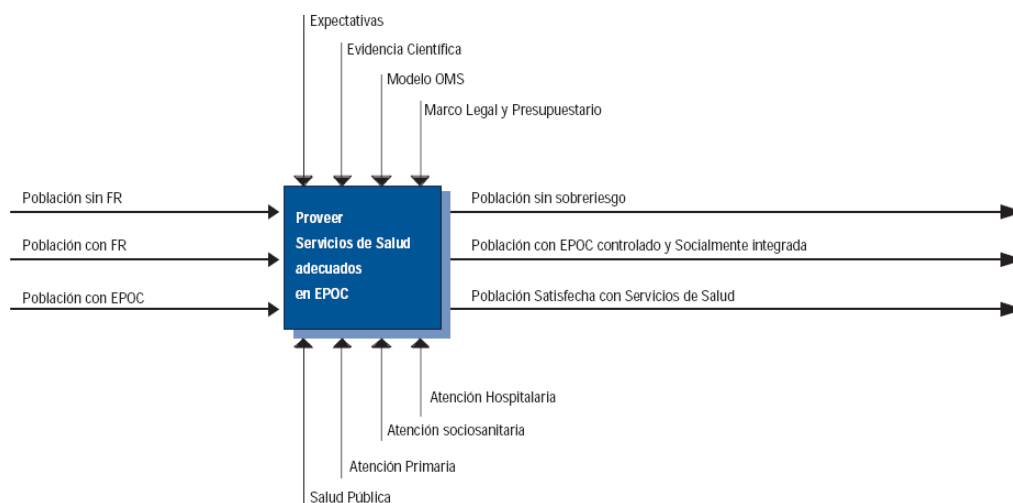 Expectativas
Evidencia Científica
Modelo OMS
Marco Legal y Presupuestario
Población sin FR
Población con FR
Población con EPOC
Proveer
Servicios de Salud
adecuados
en EPOC
Población sin sobreriesgo
Población con EPOC controlado y Socialmente integrada
Población Satisfecha con Servicios de Salud
Atención Hospitalaria
Atención sociosanitaria
Atención Primaria
Salud Pública